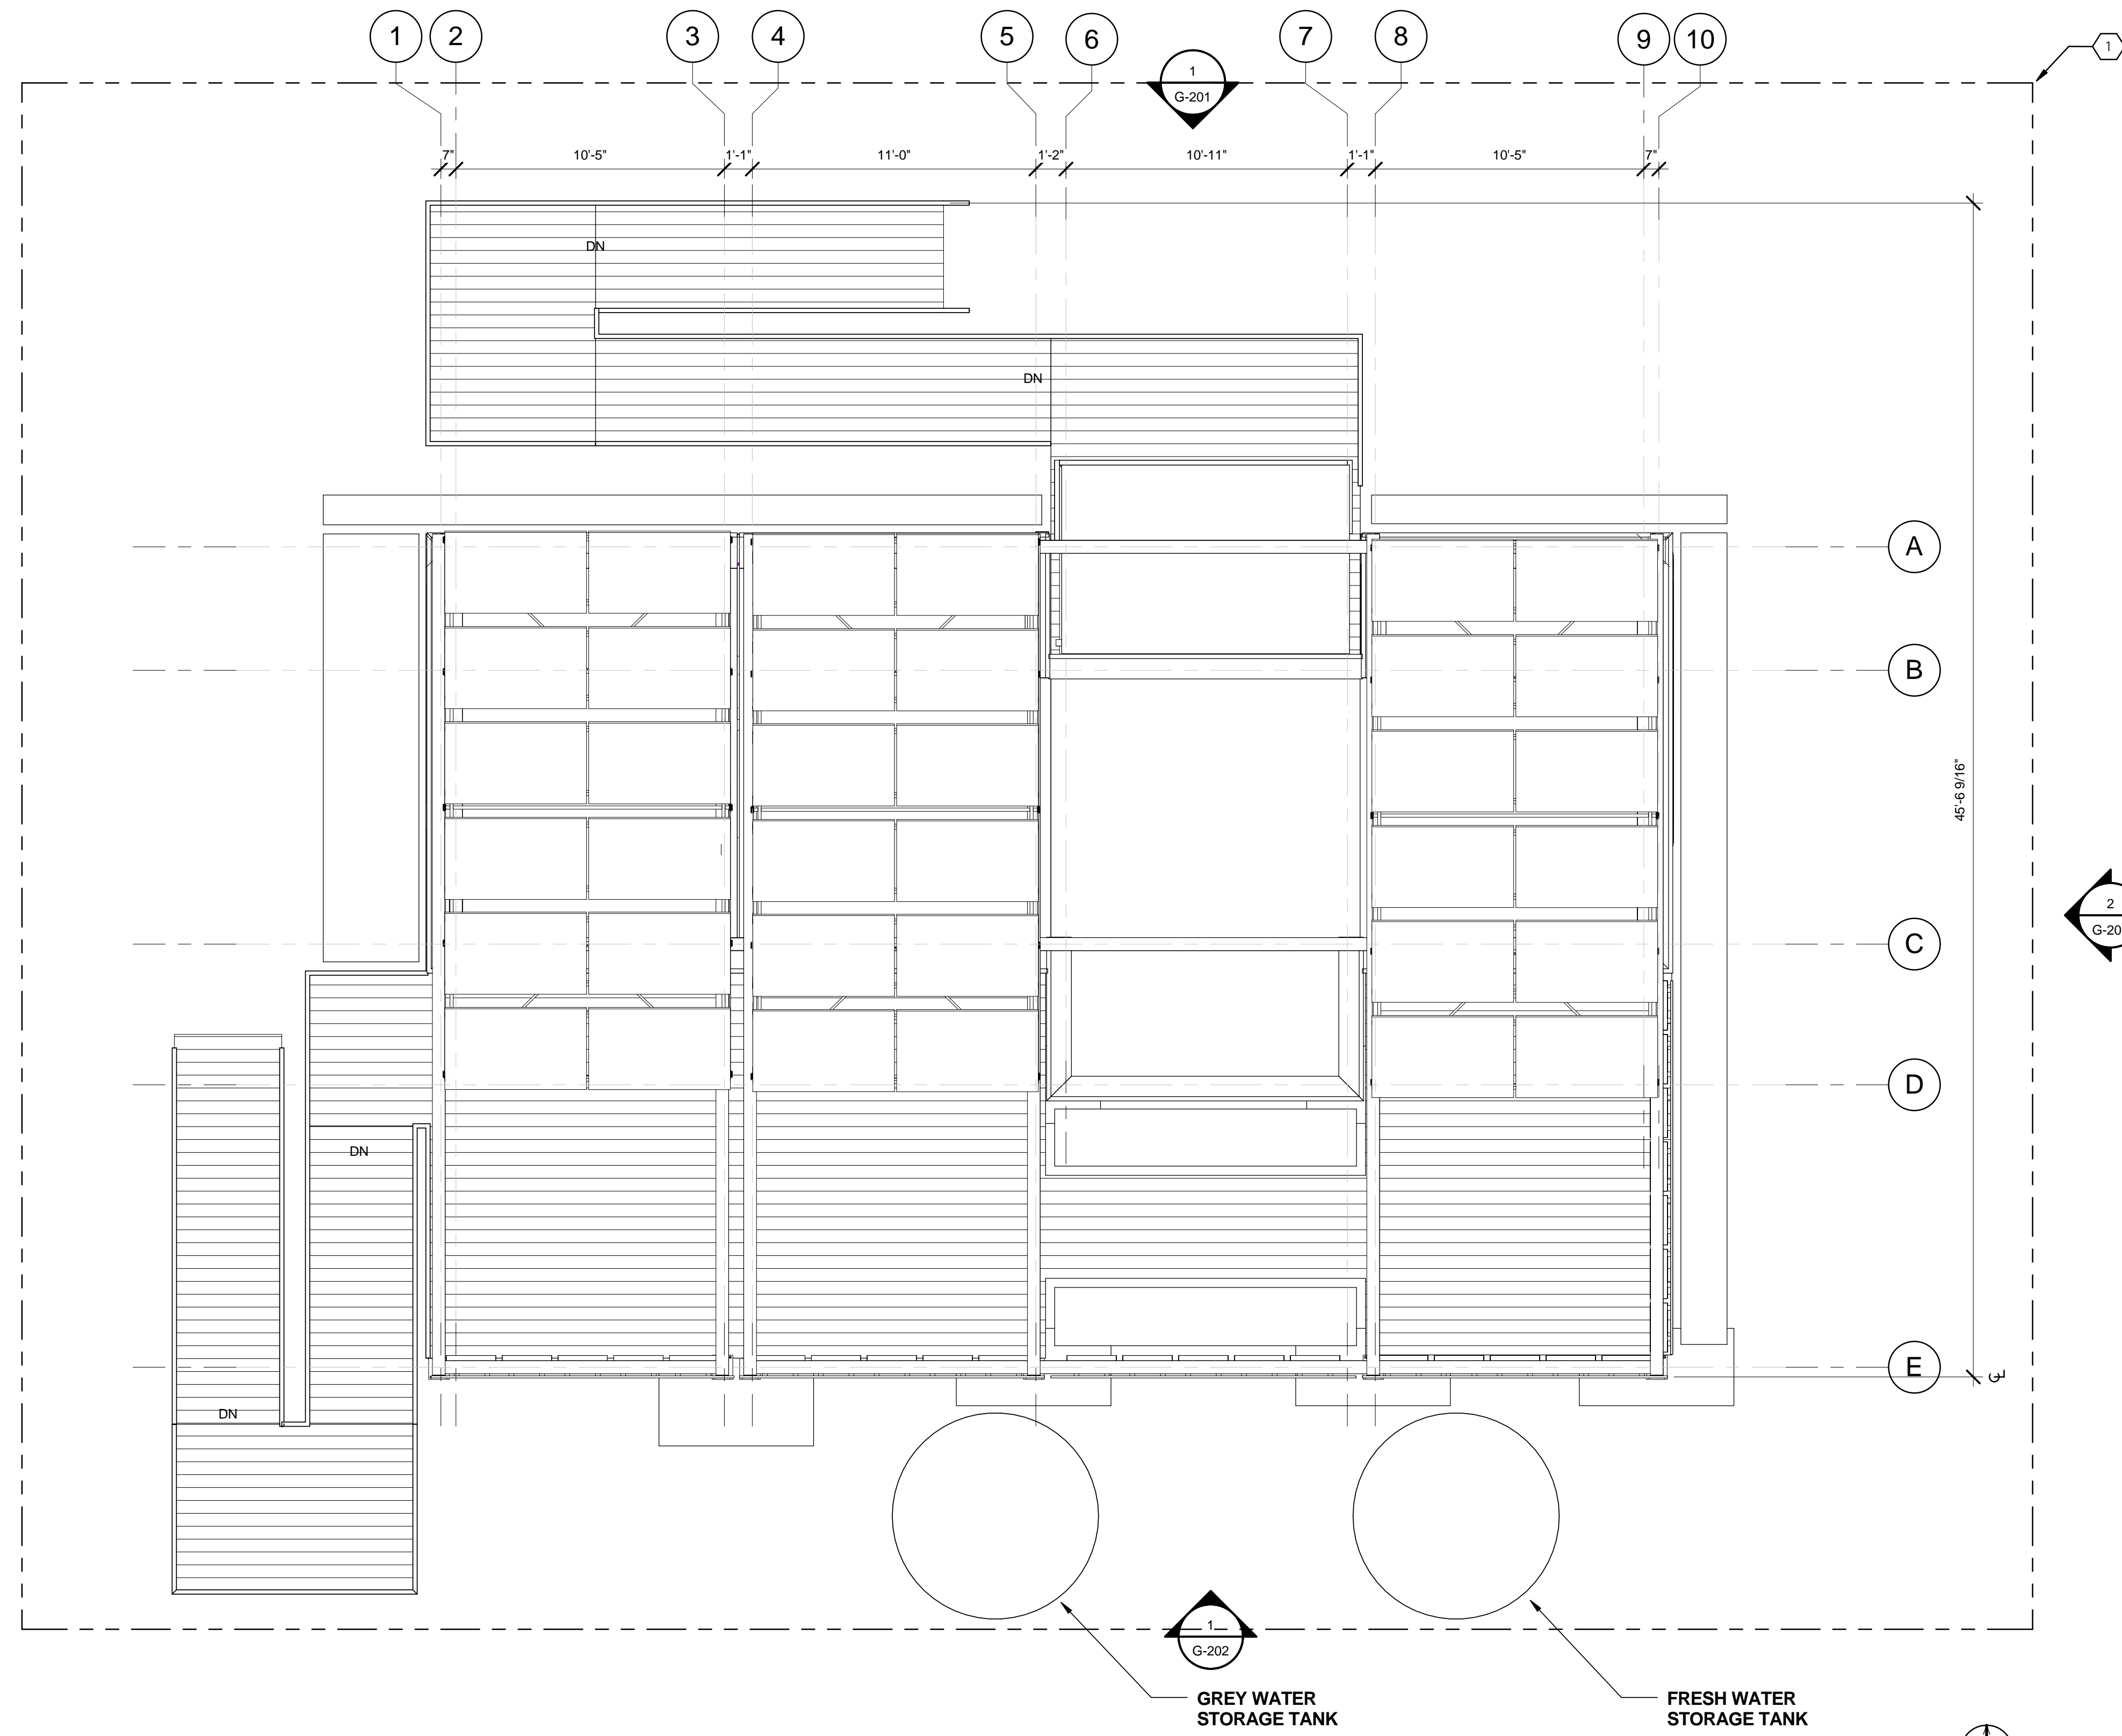 1 2 3 4 5 6 7 8 9 10
1
1
G-201
7" 10'-5" 1'-1" 11'-0" 1'-2" 10'-11" 1'-1" 10'-5" 7"
DN
DN
A
B
45'-6 9/16"
2
C
D
DN
E
DN
1
G-202
GREY WATER
STORAGE TANK
FRESH WATER
STORAGE TANK